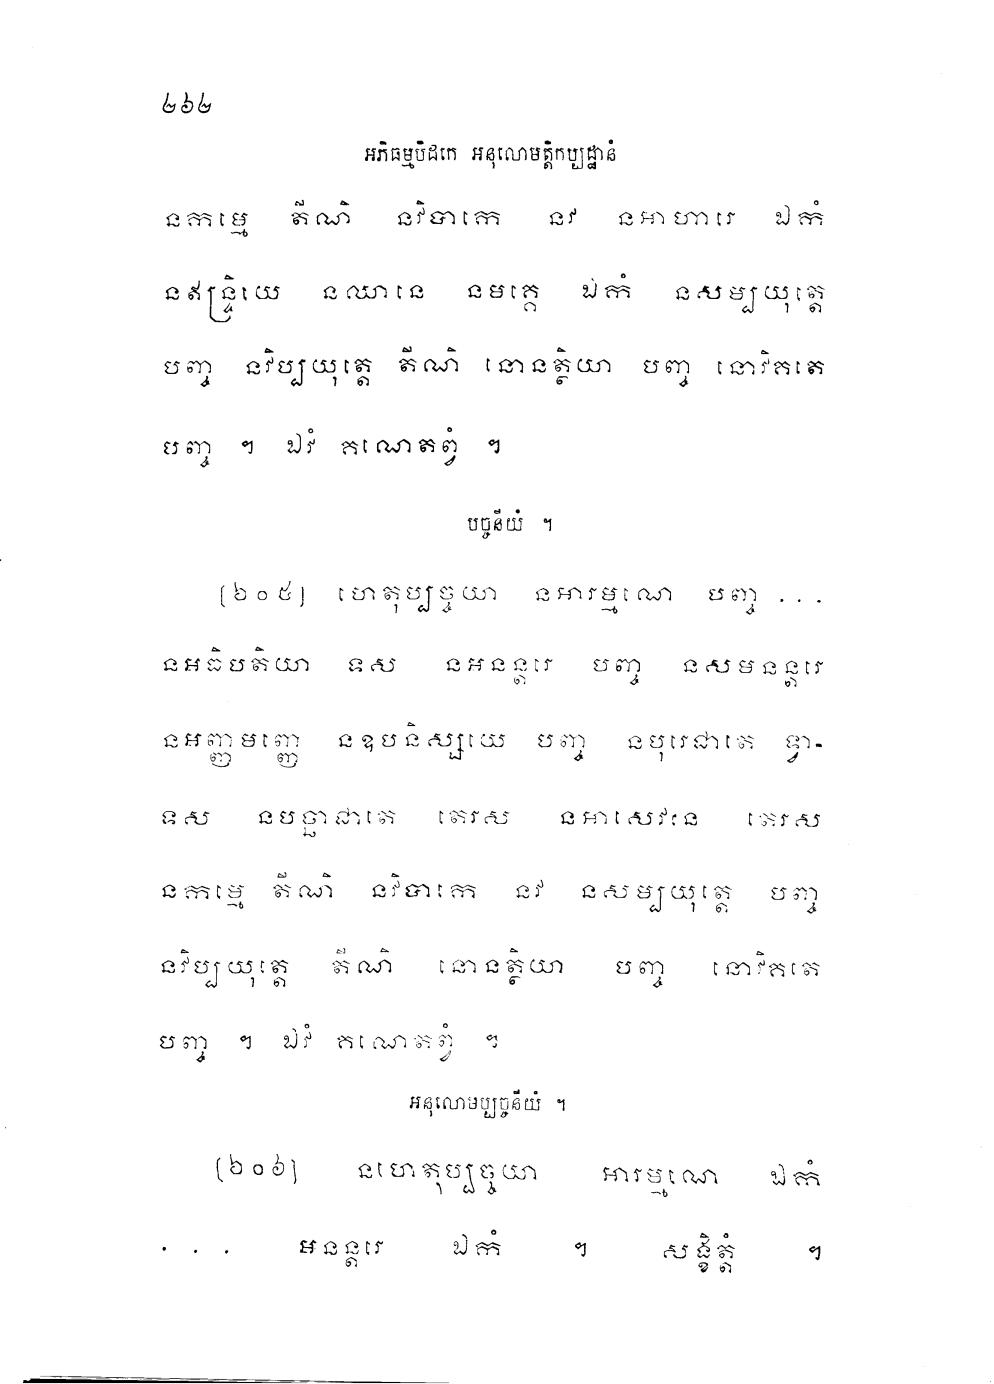 ២៦២
អភិធម្មបិដកេ អនុលោមត្តិកប្បដ្ឋានំ
នកម្មេ តីណិ នវិបាកេ នវ នអាហារេ ឯកំ
នឥន្ទ្រិយេ នឈានេ នមគ្គេ ឯកំ នសម្បយុត្តេ
បញ្ច នវិប្បយុត្តេ តីណិ នោនត្ថិយា បញ្ច នោវិគតេ
បញ្ច ។ ឯវំ គណេតព្វំ ។
បច្ចនីយំ ។
[៦០៥] ហេតុប្បច្ចយា នអារម្មណេ បញ្ច ...
នអធិបតិយា ទស នអនន្តរេ បញ្ច នសមនន្តរេ
នអញ្ញាមញ្ញេ នឧបនិស្សយេ បញ្ច នបុរេជាតេ ទ្វា-
ទស នបច្ឆាជាតេ តេរស នអាសេវនេ តេរស
នកម្មេ តីណិ នវិបាកេ នវ នសម្បយុត្តេ បញ្ច
នវិប្បយុត្តេ តីណិ នោនត្ថិយា បញ្ច នោវិគតេ
បញ្ច ។ ឯវំ គណេតព្វំ ។
អនុលោមប្បច្ចនីយំ ។
[៦០៦] នហេតុប្បច្ចយា អារម្មណេ ឯកំ
... អនន្តរេ ឯកំ ។ សង្ខិត្តំ ។